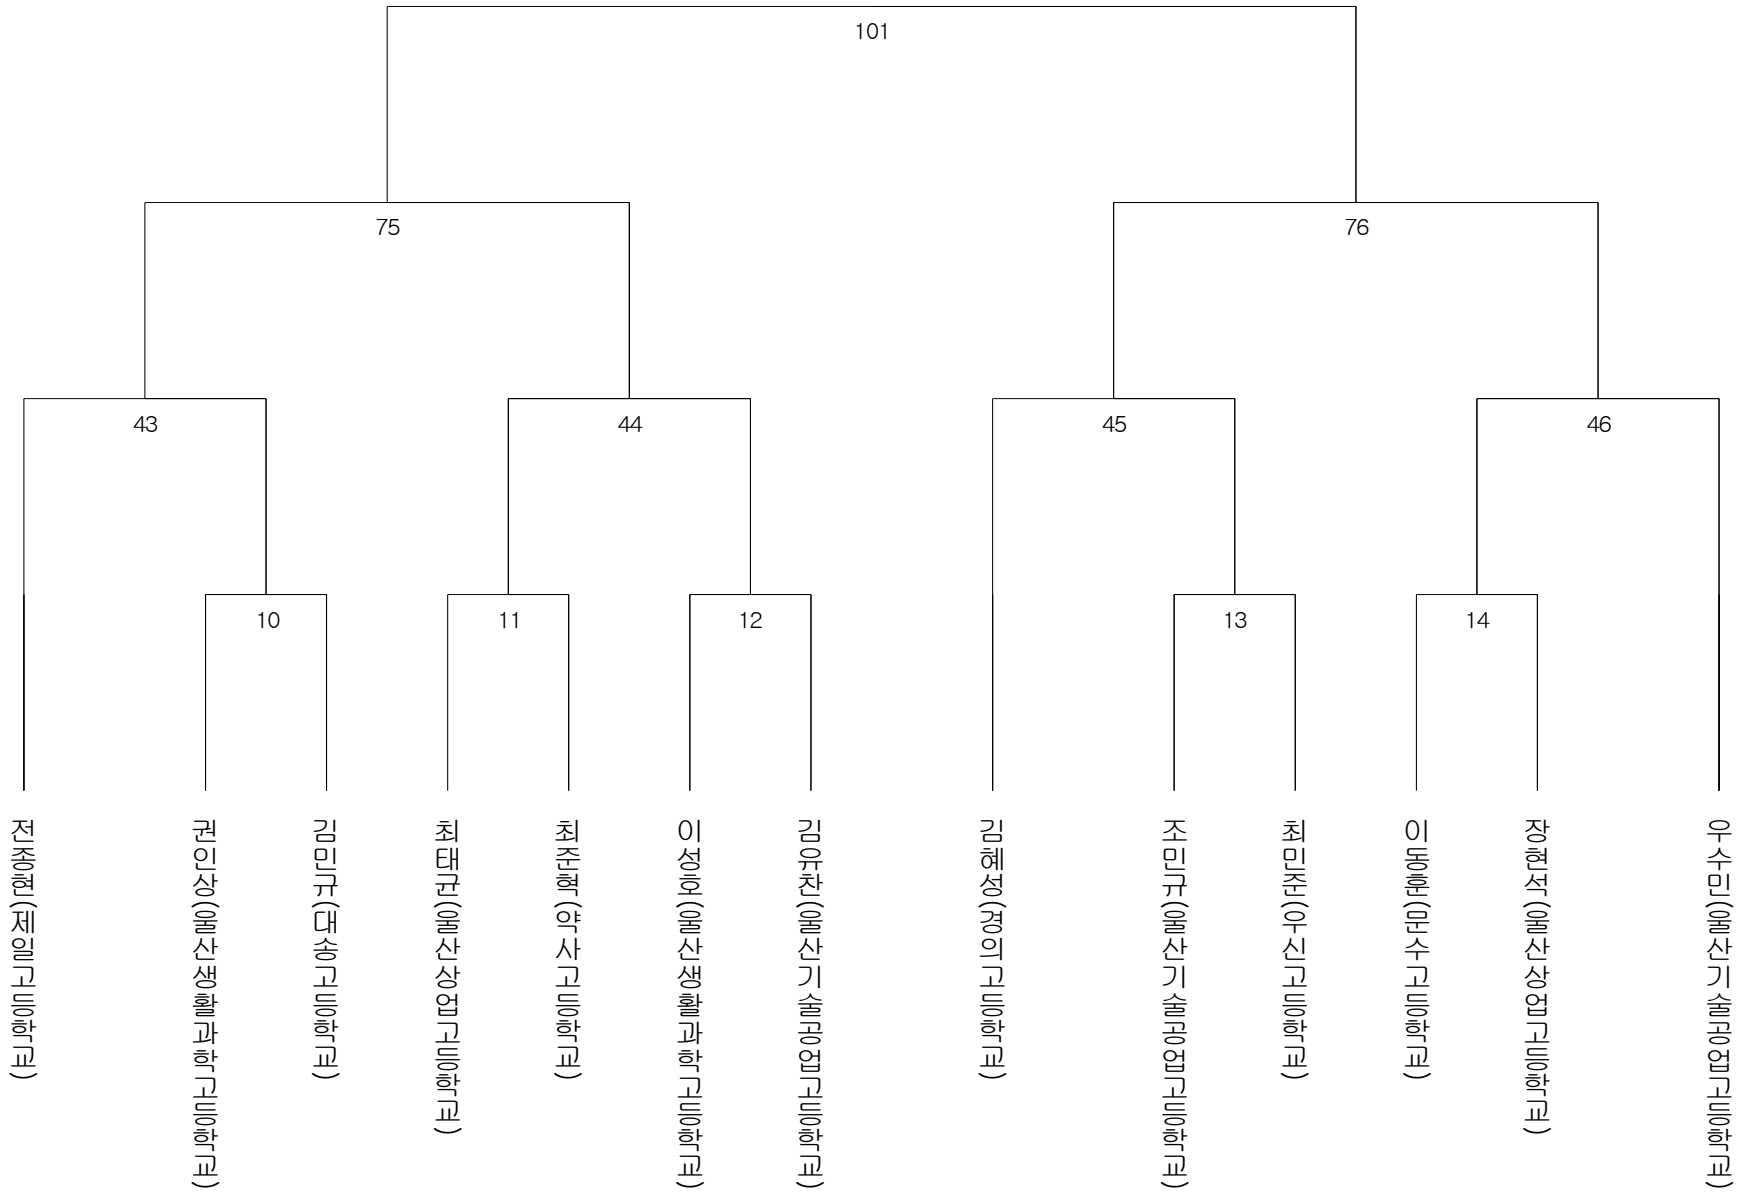 101
75
76
43
44
45
46
10
11
12
13
14
전종현(제일고등학교)
권인상(울산생활과학고등학교)
김민규(대송고등학교)
최태균(울산상업고등학교)
최준혁(약사고등학교)
이성호(울산생활과학고등학교)
김유찬(울산기술공업고등학교)
김혜성(경의고등학교)
조민규(울산기술공업고등학교)
최민준(우신고등학교)
이동훈(문수고등학교)
장현석(울산상업고등학교)
우수민(울산기술공업고등학교)